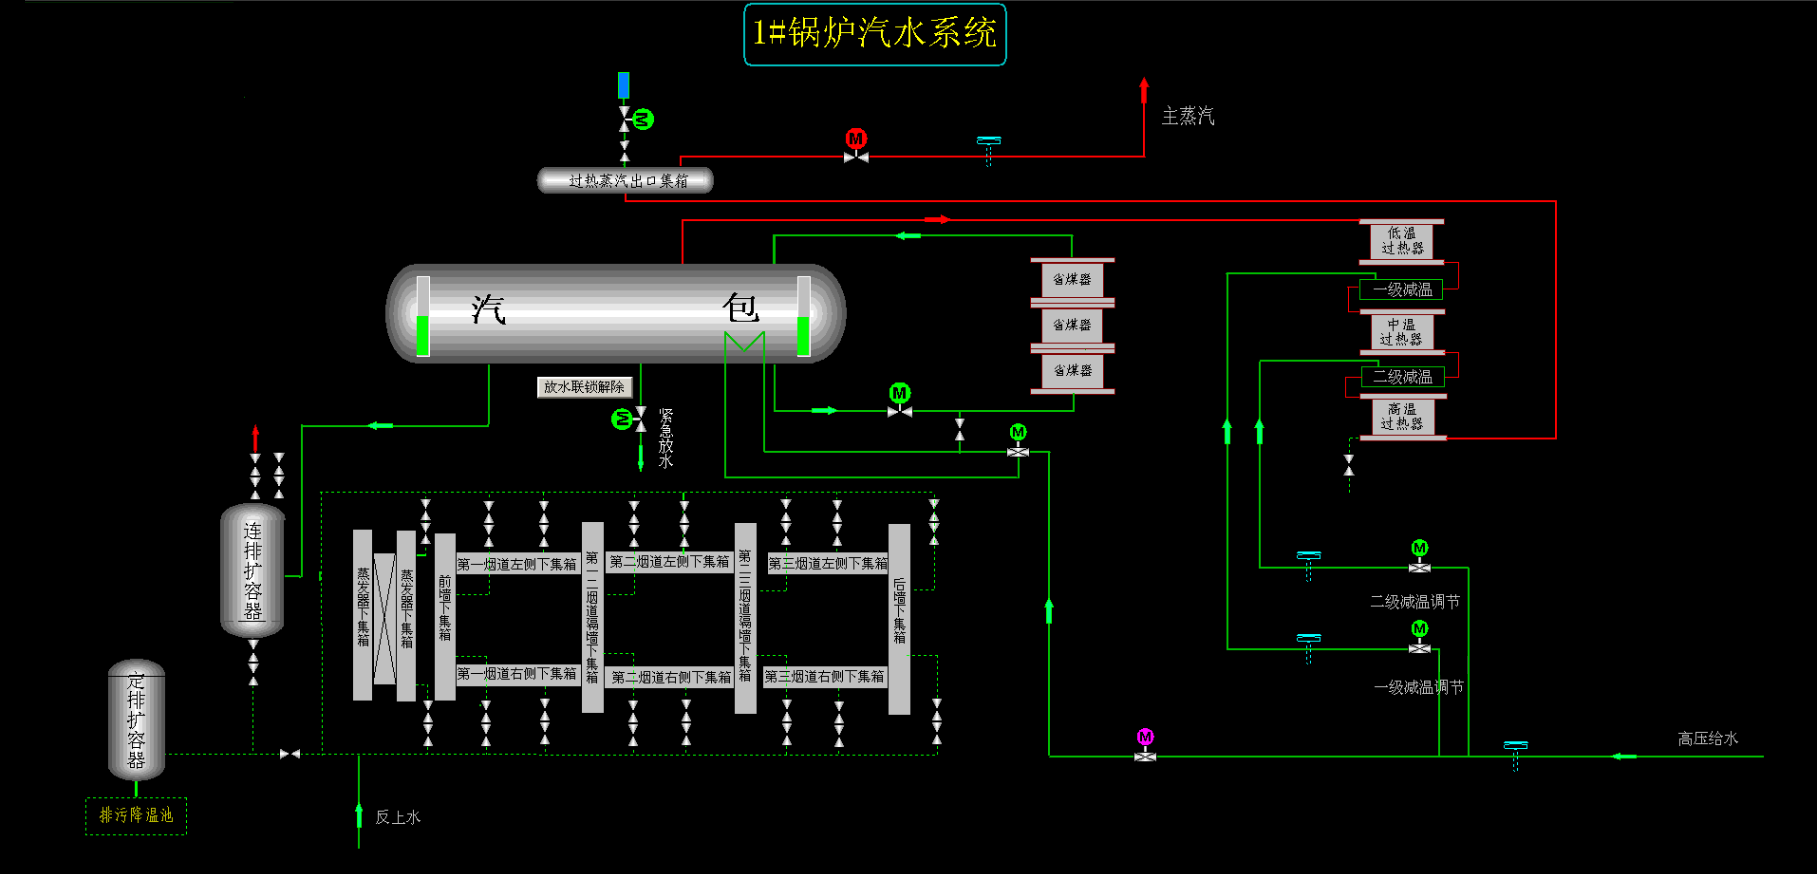 1#锅炉汽水系统
主蒸汽
M
M
过热蒸汽出口集箱
低温
过热器
一级减温
中温
过热器
二级减温
高温
过热器
省煤器
省煤器
省煤器
汽 包
放水联锁解除
M
紧急放水
M
M
连排扩容器
定排扩容器
排污降温池
蒸发器下集箱
蒸发器下集箱
前墙下集箱
第一烟道左侧下集箱
第一二烟道隔墙下集箱
第二烟道左侧下集箱
第二三烟道隔墙下集箱
第三烟道左侧下集箱
后墙下集箱
第一烟道右侧下集箱
第二烟道右侧下集箱
第三烟道右侧下集箱
M
二级减温调节
M
一级减温调节
M
高压给水
反上水